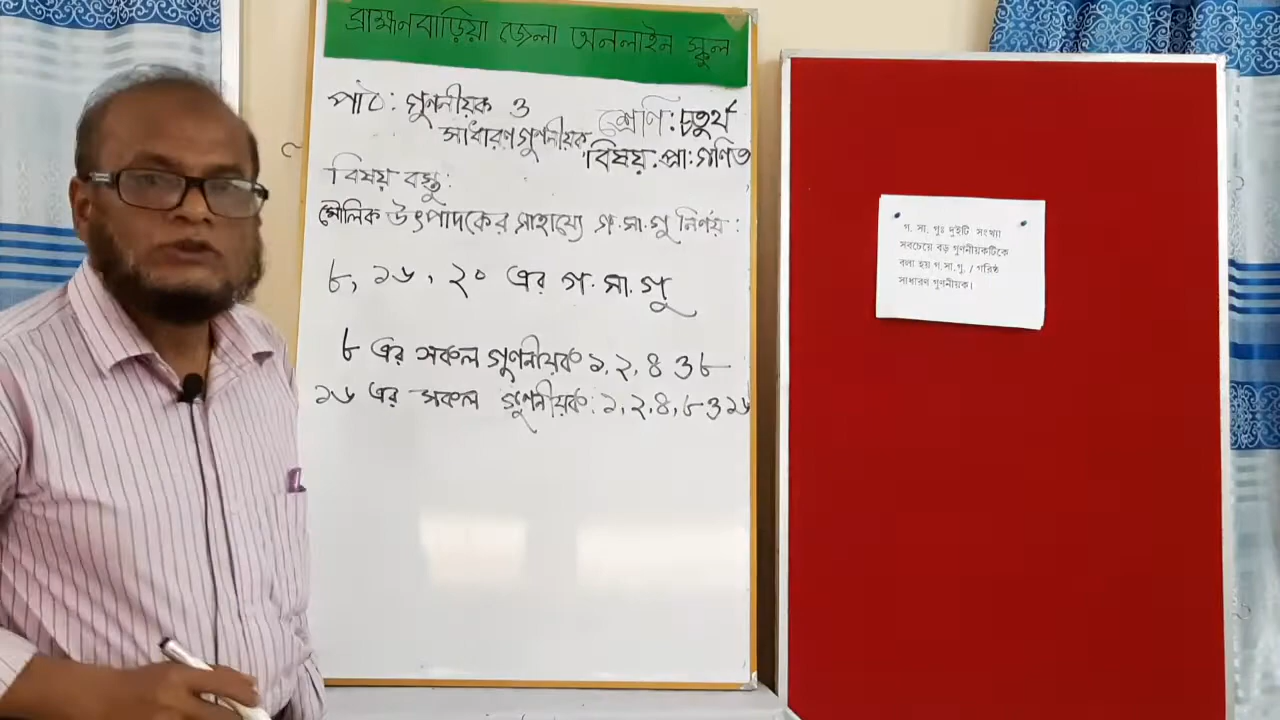 ব্রাহ্মনবাড়িয়া জেলা অনলাইন স্কুল
পাঠ: গুণনীয়ক ও
সাধারণ গুণনীয়ক
শ্রেণি: চতুর্থ
বিষয়: প্রা: গণিত
বিষয় বস্তু:
মৌলিক উৎপাদকের সাহায্যে গ.সা.গু নির্ণয়:
৮, ১৬, ২০ এর গ.সা.গু
৮ এর সকল গুণনীয়ক ১, ২, ৪ ও ৮
১৬ এর সকল গুণনীয়ক: ১, ২, ৪, ৮ ও ১৬
গ. সা. গুঃ দুইটি সংখ্যা
সবচেয়ে বড় গুণনীয়কটিকে
বলা হয় গ.সা.গু. / গরিষ্ঠ
সাধারণ গুণনীয়ক।